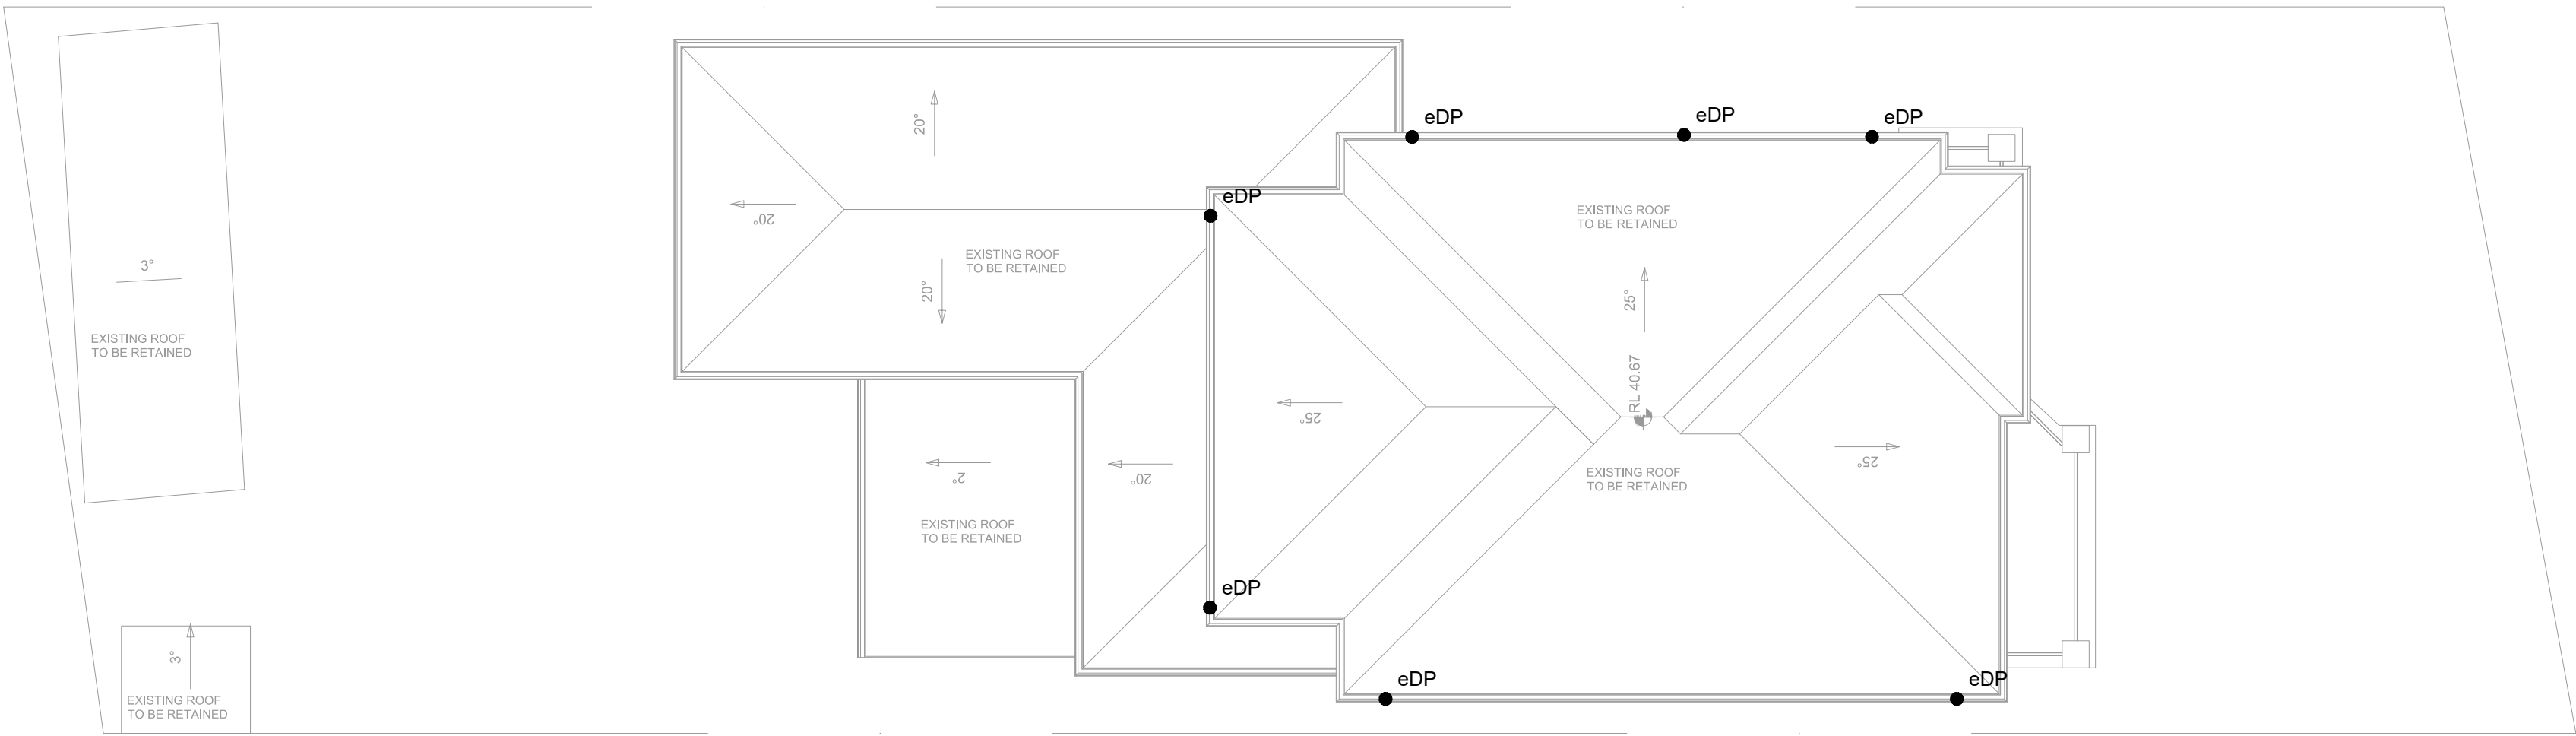 eDP
eDP
eDP
20°
eDP
20°
EXISTING ROOF
TO BE RETAINED
EXISTING ROOF
TO BE RETAINED
3°
20°
25°
EXISTING ROOF
TO BE RETAINED
RL 40.67
25°
25°
2°
20°
EXISTING ROOF
TO BE RETAINED
EXISTING ROOF
TO BE RETAINED
eDP
3°
eDP
eDP
EXISTING ROOF
TO BE RETAINED